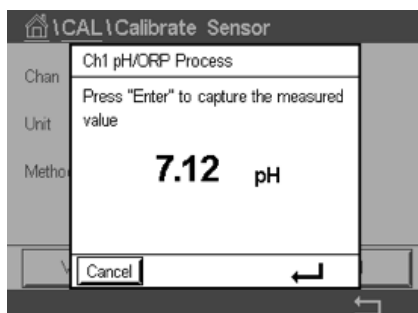 \CAL\Calibrate Sensor
Ch1 pH/ORP Process
Chan
Press "Enter" to capture the measured
Unit
value
7.12 pH
Cancel